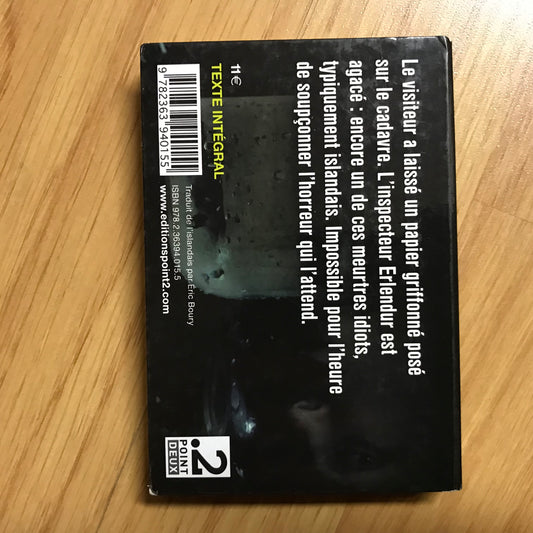 Le visiteur a laissé un papier griffonné posé
sur le cadavre. L'inspecteur Erlendur est
agacé : encore un de ces meurtres idiots,
typiquement islandais. Impossible pour l'heure
de soupçonner l'horreur qui l'attend.
11€
TEXTE INTÉGRAL
Traduit de l'islandais par Éric Boury
ISBN 978.2.36394.015.5
www.editionspoint2.com
9 782363 940155
.2
POINT
DEUX